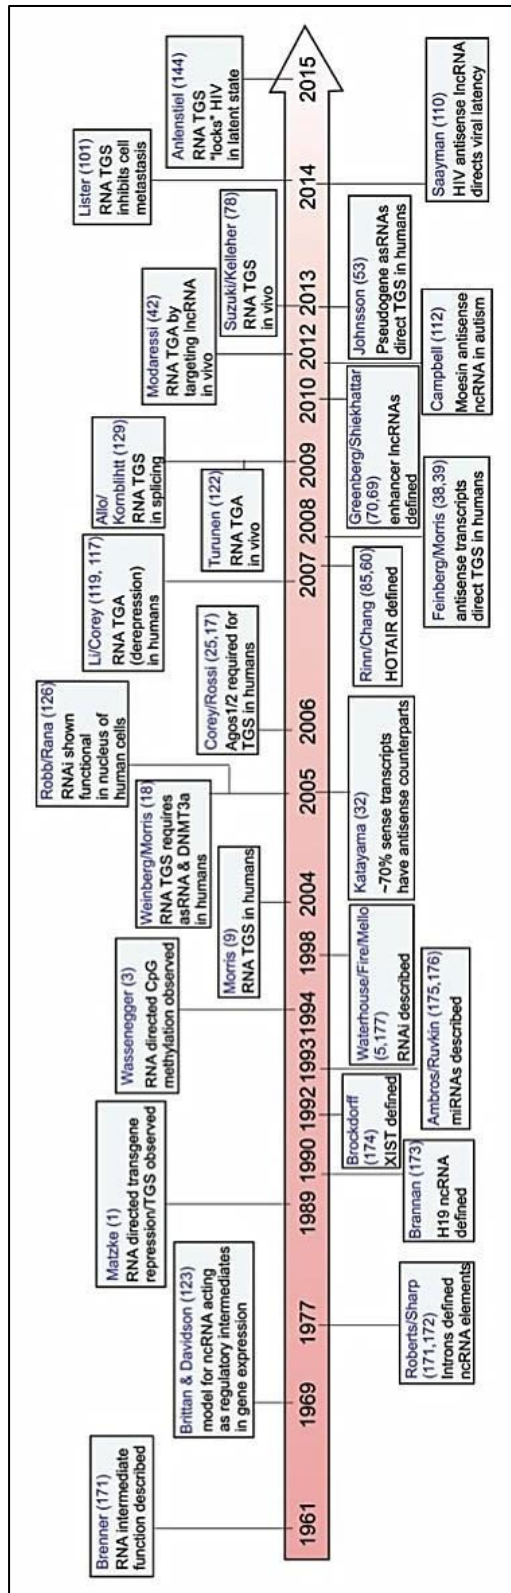 Brenner (171)
RNA intermediate
function described
Brittan & Davidson (123)
model for ncRNA acting
as regulatory intermediates
in gene expression
Matzke (1)
RNA directed transgene
repression/TGS observed
Wassenegger (3)
RNA directed CpG
methylation observed
Morris (9)
RNA TGS in humans
Weinberg/Morris (18)
RNA TGS requires
asRNA & DNMT3a
in humans
Robb/Rana (126)
RNAi shown
functional
in nucleus of
human cells
Corey/Rossi (25,17)
Agos1/2 required for
TGS in humans
Li/Corey (119, 117)
RNA TGA
(derepression)
in humans
Turunen (122)
RNA TGA
in vivo
Allo/
Kornblihtt (129)
RNA TGS
in splicing
Modaressi (42)
RNA TGA by
targeting lncRNA
in vivo
Suzuki/Kelleher (78)
RNA TGS
in vivo
Lister (101)
RNA TGS
inhibits cell
metastasis
Anlenstiel (144)
RNA TGS
"locks" HIV
in latent state
1961 1969 1977 1989 1990 1992 1993 1994 1998 2004 2005 2006 2007 2008 2009 2010 2012 2013 2014 2015
Roberts/Sharp
(171,172)
Introns defined
ncRNA elements
Brannan (173)
H19 ncRNA
defined
Brockdorff
(174)
XIST defined
Ambros/Ruvkin (175,176)
miRNAs described
Waterhouse/Fire/Mello
(5,177)
RNAi described
Katayama (32)
~70% sense transcripts
have antisense counterparts
Rinn/Chang (85,60)
HOTAIR defined
Feinberg/Morris (38,39)
antisense transcripts
direct TGS in humans
Greenberg/Shiekhattar
(70,69)
enhancer lncRNAs
defined
Campbell (112)
Moesin antisense
ncRNA in autism
Johnsson (53)
Pseudogene asRNAs
direct TGS in humans
Saayman (110)
HIV antisense lncRNA
directs viral latency